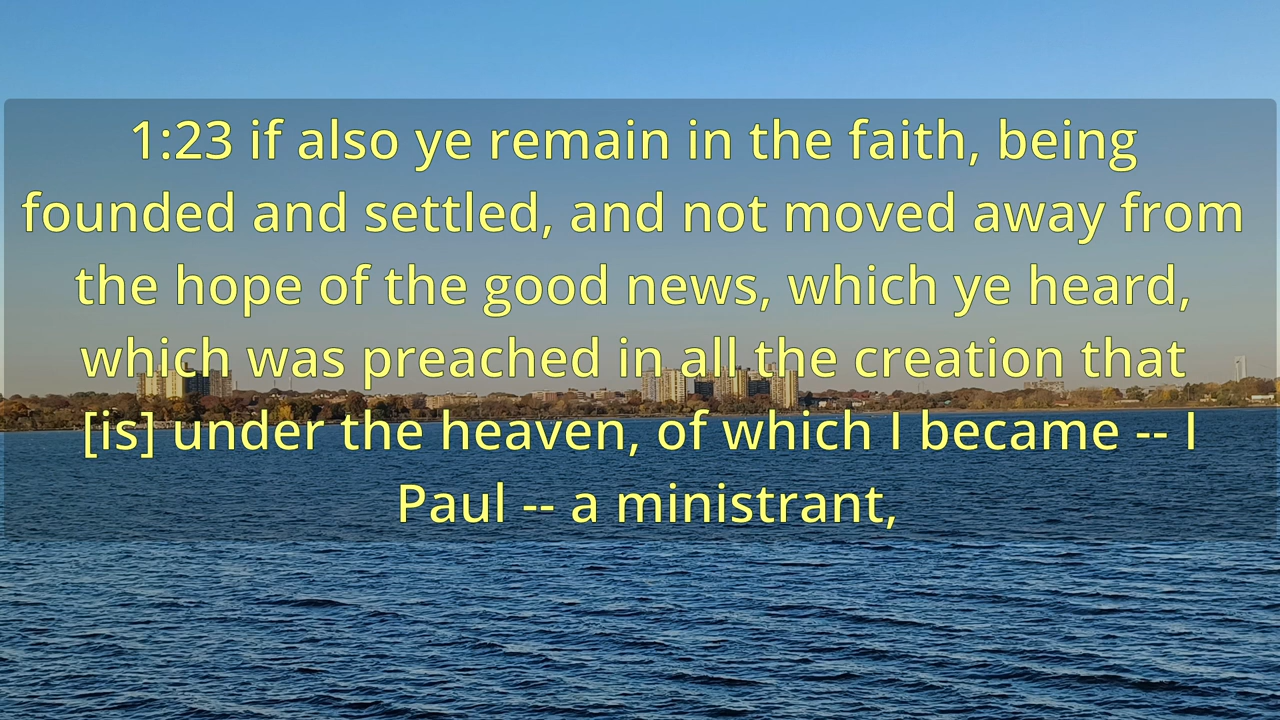 1:23 if also ye remain in the faith, being
founded and settled, and not moved away from
the hope of the good news, which ye heard,
which was preached in all the creation that
[is] under the heaven, of which I became -- I
Paul -- a ministrant,